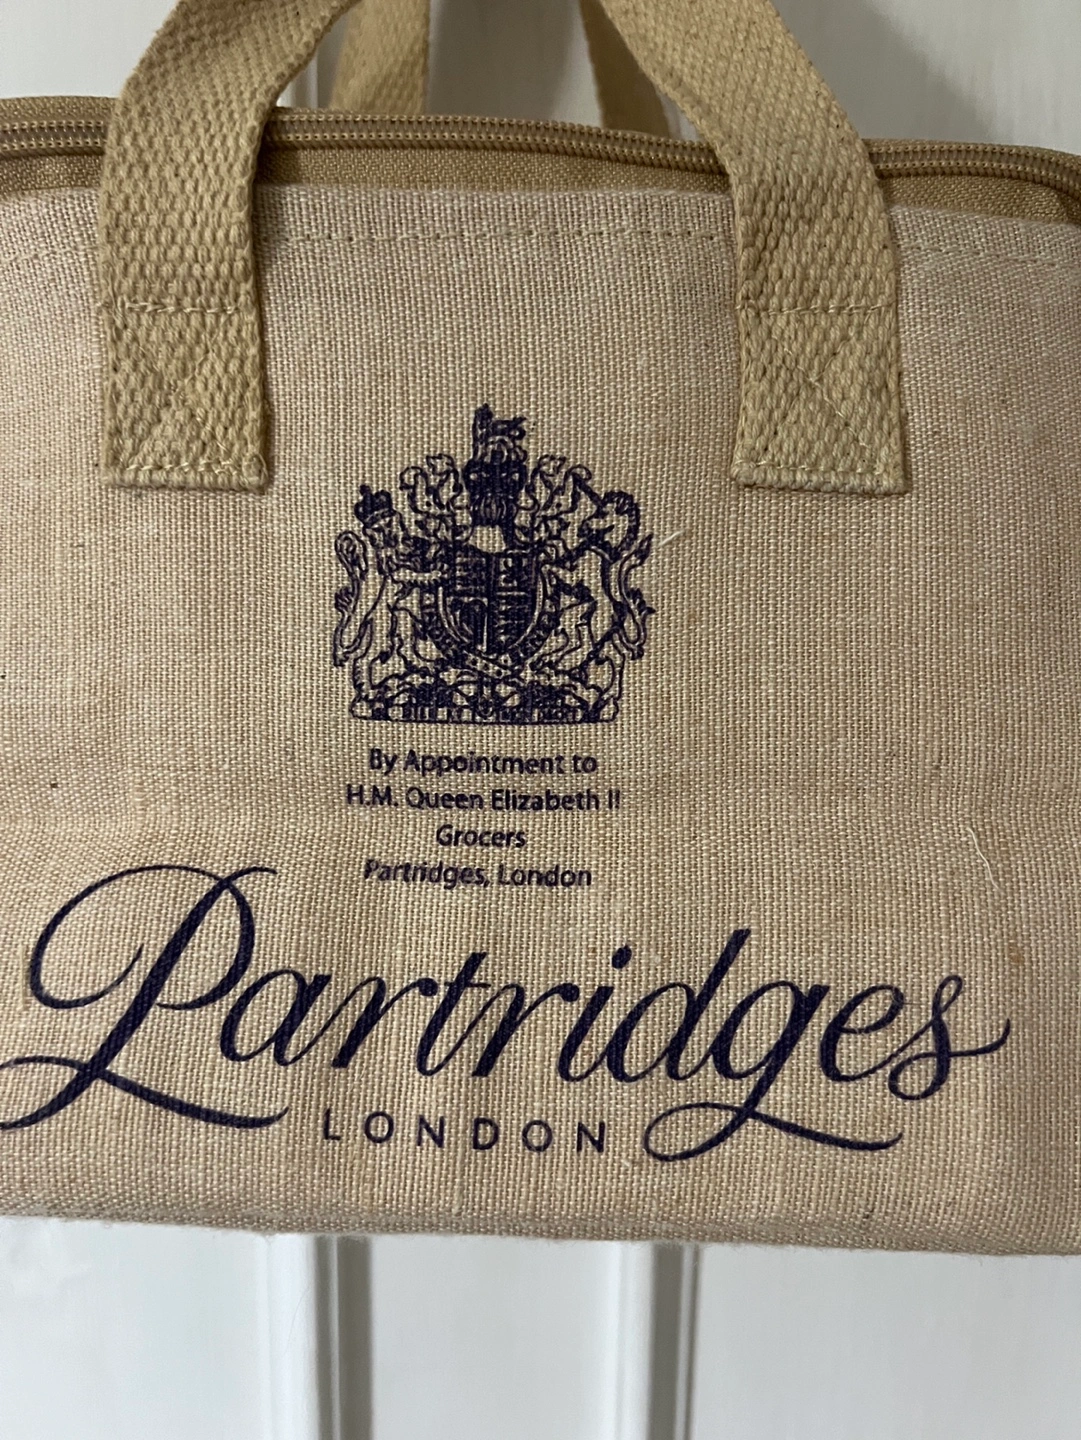 By Appointment to
H.M. Queen Elizabeth II
Grocers
Partridges, London
Partridges
LONDON